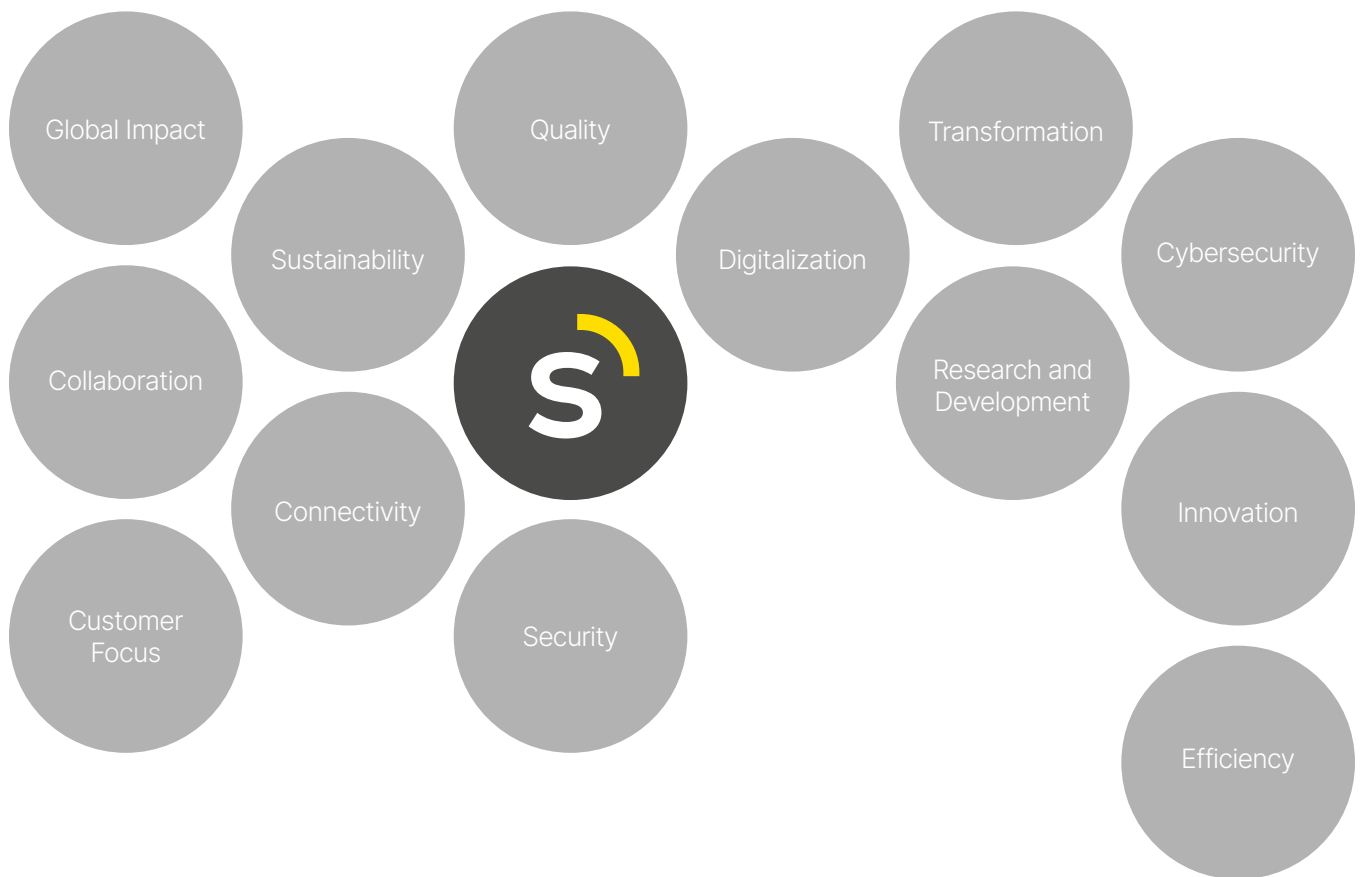 Global Impact
Quality
Transformation
Sustainability
Digitalization
Cybersecurity
Collaboration
s
Research and
Development
Connectivity
Innovation
Customer
Focus
Security
Efficiency